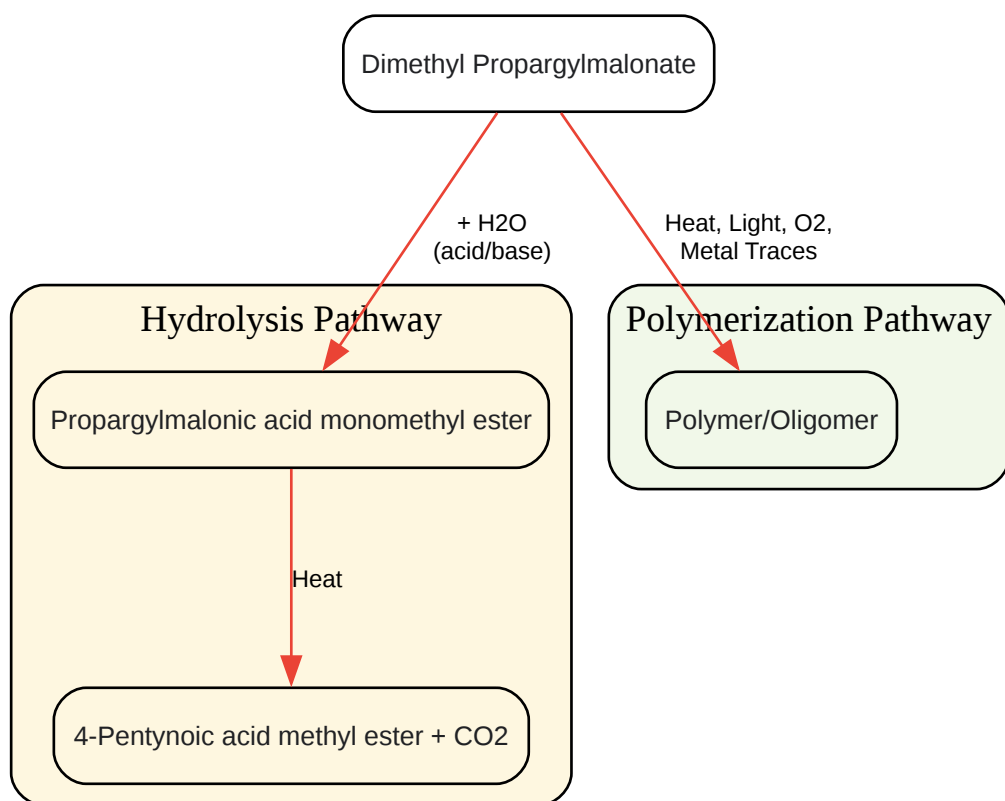 Dimethyl Propargylmalonate
+ H2O
(acid/base)
Heat, Light, O2,
Metal Traces
Hydrolysis Pathway
Polymerization Pathway
Propargylmalonic acid monomethyl ester
Polymer/Oligomer
Heat
4-Pentynoic acid methyl ester + CO2